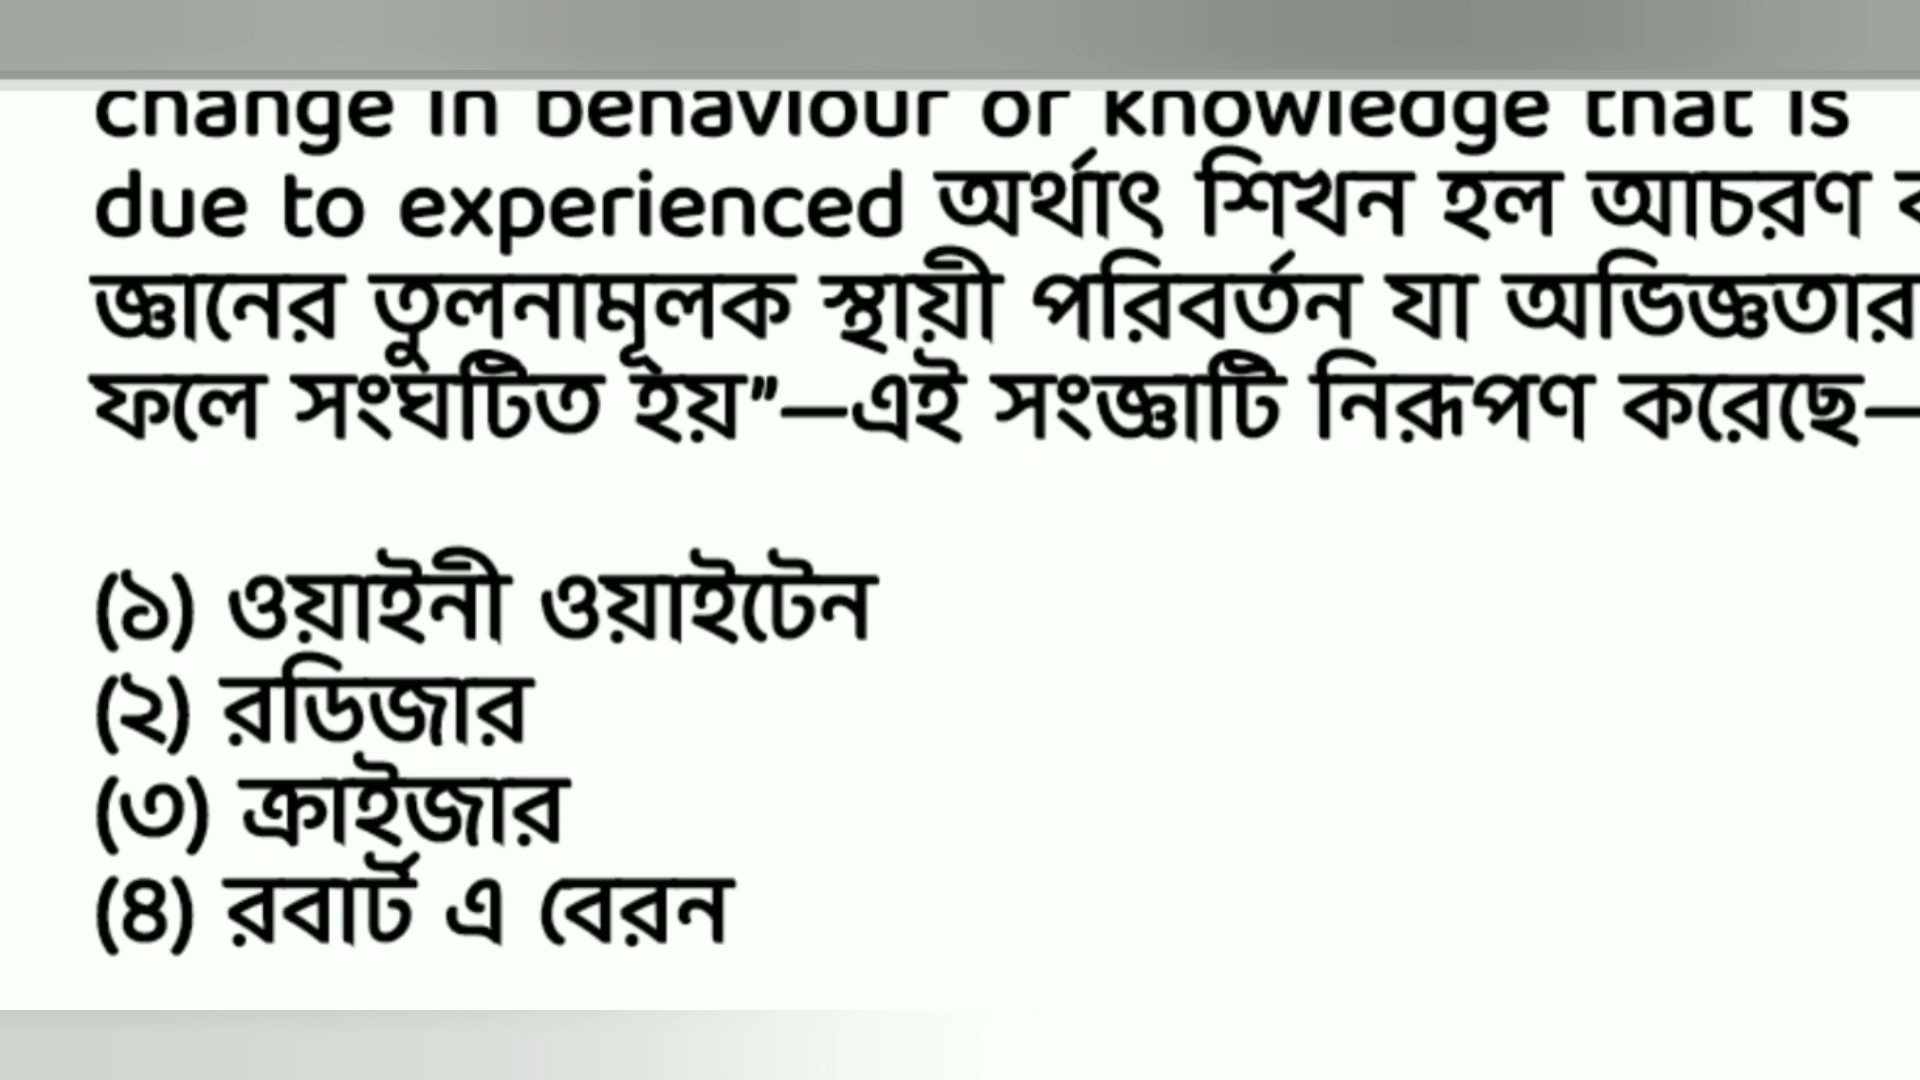 change in behaviour or knowledge that is
due to experienced অর্থাৎ শিখন হল আচরণ
জ্ঞানের তুলনামূলক স্থায়ী পরিবর্তন যা অভিজ্ঞতার
ফলে সংঘটিত হয়”—এই সংজ্ঞাটি নিরূপণ করেছে—
(১) ওয়াইনী ওয়াইটেন
(২) রডিজার
(৩) ক্রাইজার
(৪) রবার্ট এ বেরন